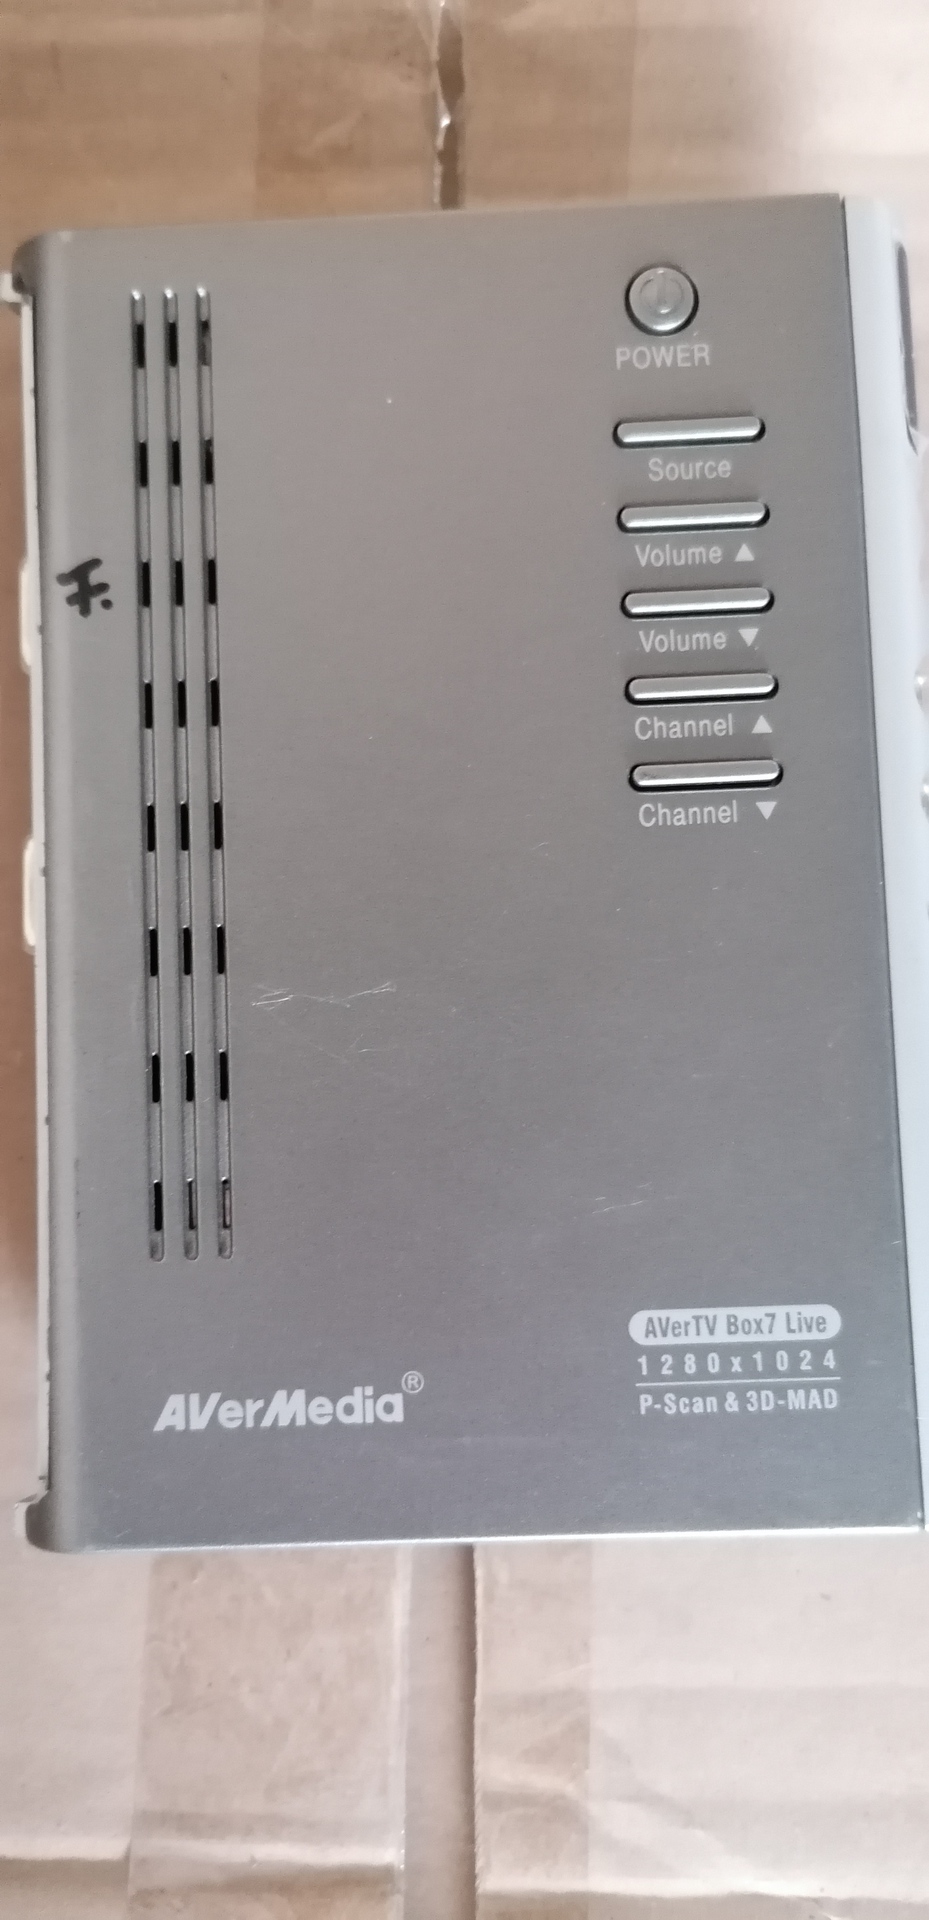 POWER
Source
Volume ▲
Volume ▼
Channel ▲
Channel ▼
AVerTV Box7 Live
1280x1024
P-Scan & 3D-MAD
AVerMedia®